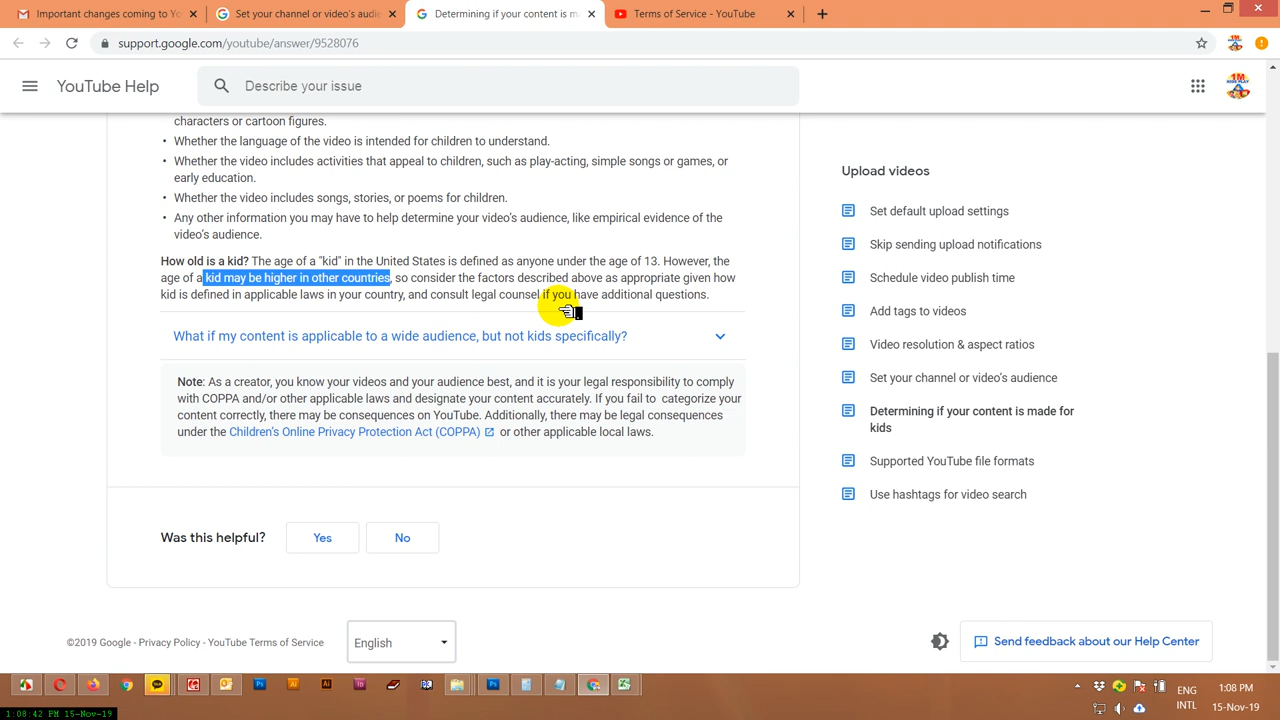 Important changes coming to Yo
Set your channel or video's audie
Determining if your content is ma
Terms of Service - YouTube
support.google.com/youtube/answer/9528076
YouTube Help
Describe your issue
1M
KIDS PLAY
characters or cartoon figures.
• Whether the language of the video is intended for children to understand.
• Whether the video includes activities that appeal to children, such as play-acting, simple songs or games, or
early education.
• Whether the video includes songs, stories, or poems for children.
• Any other information you may have to help determine your video's audience, like empirical evidence of the
video's audience.
How old is a kid? The age of a "kid" in the United States is defined as anyone under the age of 13. However, the
age of a kid may be higher in other countries, so consider the factors described above as appropriate given how
kid is defined in applicable laws in your country, and consult legal counsel if you have additional questions.
What if my content is applicable to a wide audience, but not kids specifically?
Note: As a creator, you know your videos and your audience best, and it is your legal responsibility to comply
with COPPA and/or other applicable laws and designate your content accurately. If you fail to categorize your
content correctly, there may be consequences on YouTube. Additionally, there may be legal consequences
under the Children's Online Privacy Protection Act (COPPA) or other applicable local laws.
Was this helpful?
Yes
No
Upload videos
Set default upload settings
Skip sending upload notifications
Schedule video publish time
Add tags to videos
Video resolution & aspect ratios
Set your channel or video's audience
Determining if your content is made for
kids
Supported YouTube file formats
Use hashtags for video search
©2019 Google - Privacy Policy - YouTube Terms of Service
English
Send feedback about our Help Center
ENG
INTL
1:08 PM
15-Nov-19
1:08:42 PM 15-Nov-19